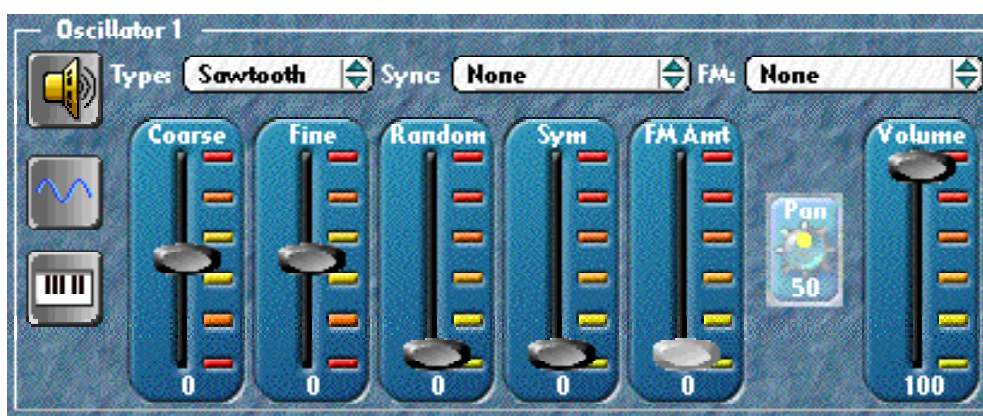 Oscillator 1
Type: Sawtooth Sync: None FM: None
Coarse Fine Random Sym FM Amt Volume
Pan
50
0 0 0 0 0 100